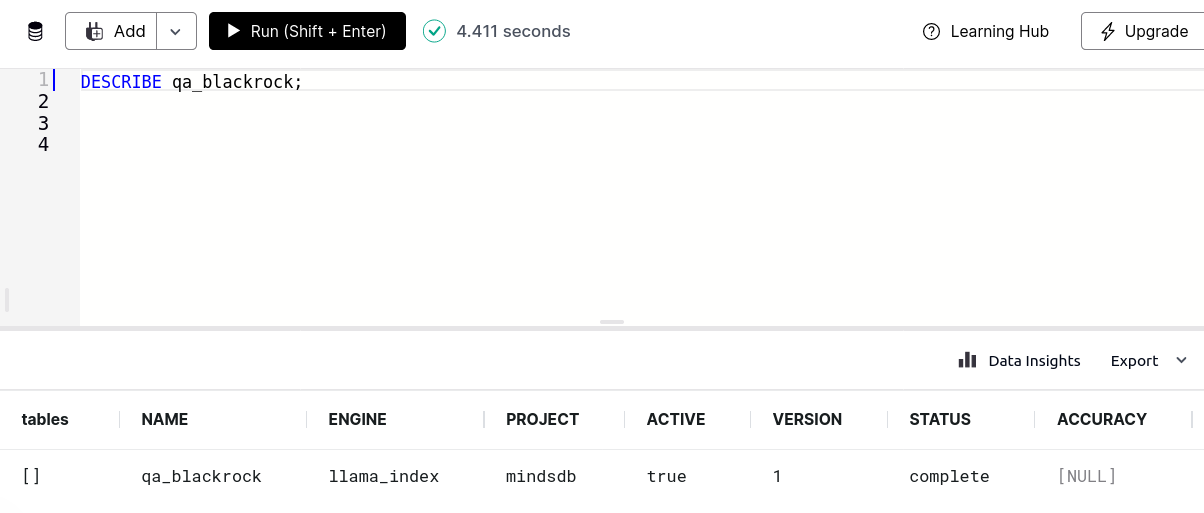 Add
Run (Shift + Enter)
4.411 seconds
Learning Hub
Upgrade
1 DESCRIBE qa_blackrock;
2
3
4
Data Insights
Export
tables NAME ENGINE PROJECT ACTIVE VERSION STATUS ACCURACY
[] qa_blackrock llama_index mindsdb true 1 complete [NULL]